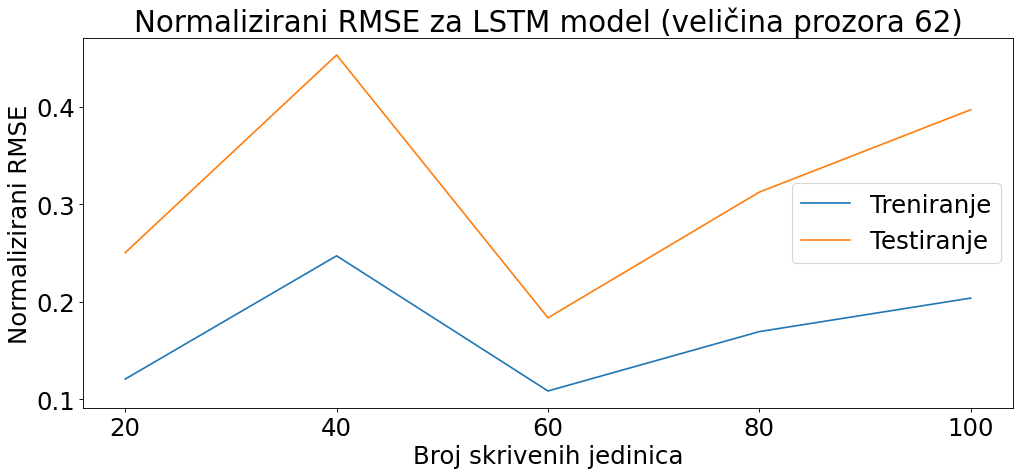 Normalizirani RMSE za LSTM model (veličina prozora 62)
Normalizirani RMSE
0.4
0.3
0.2
0.1
Treniranje
Testiranje
20 40 60 80 100
Broj skrivenih jedinica